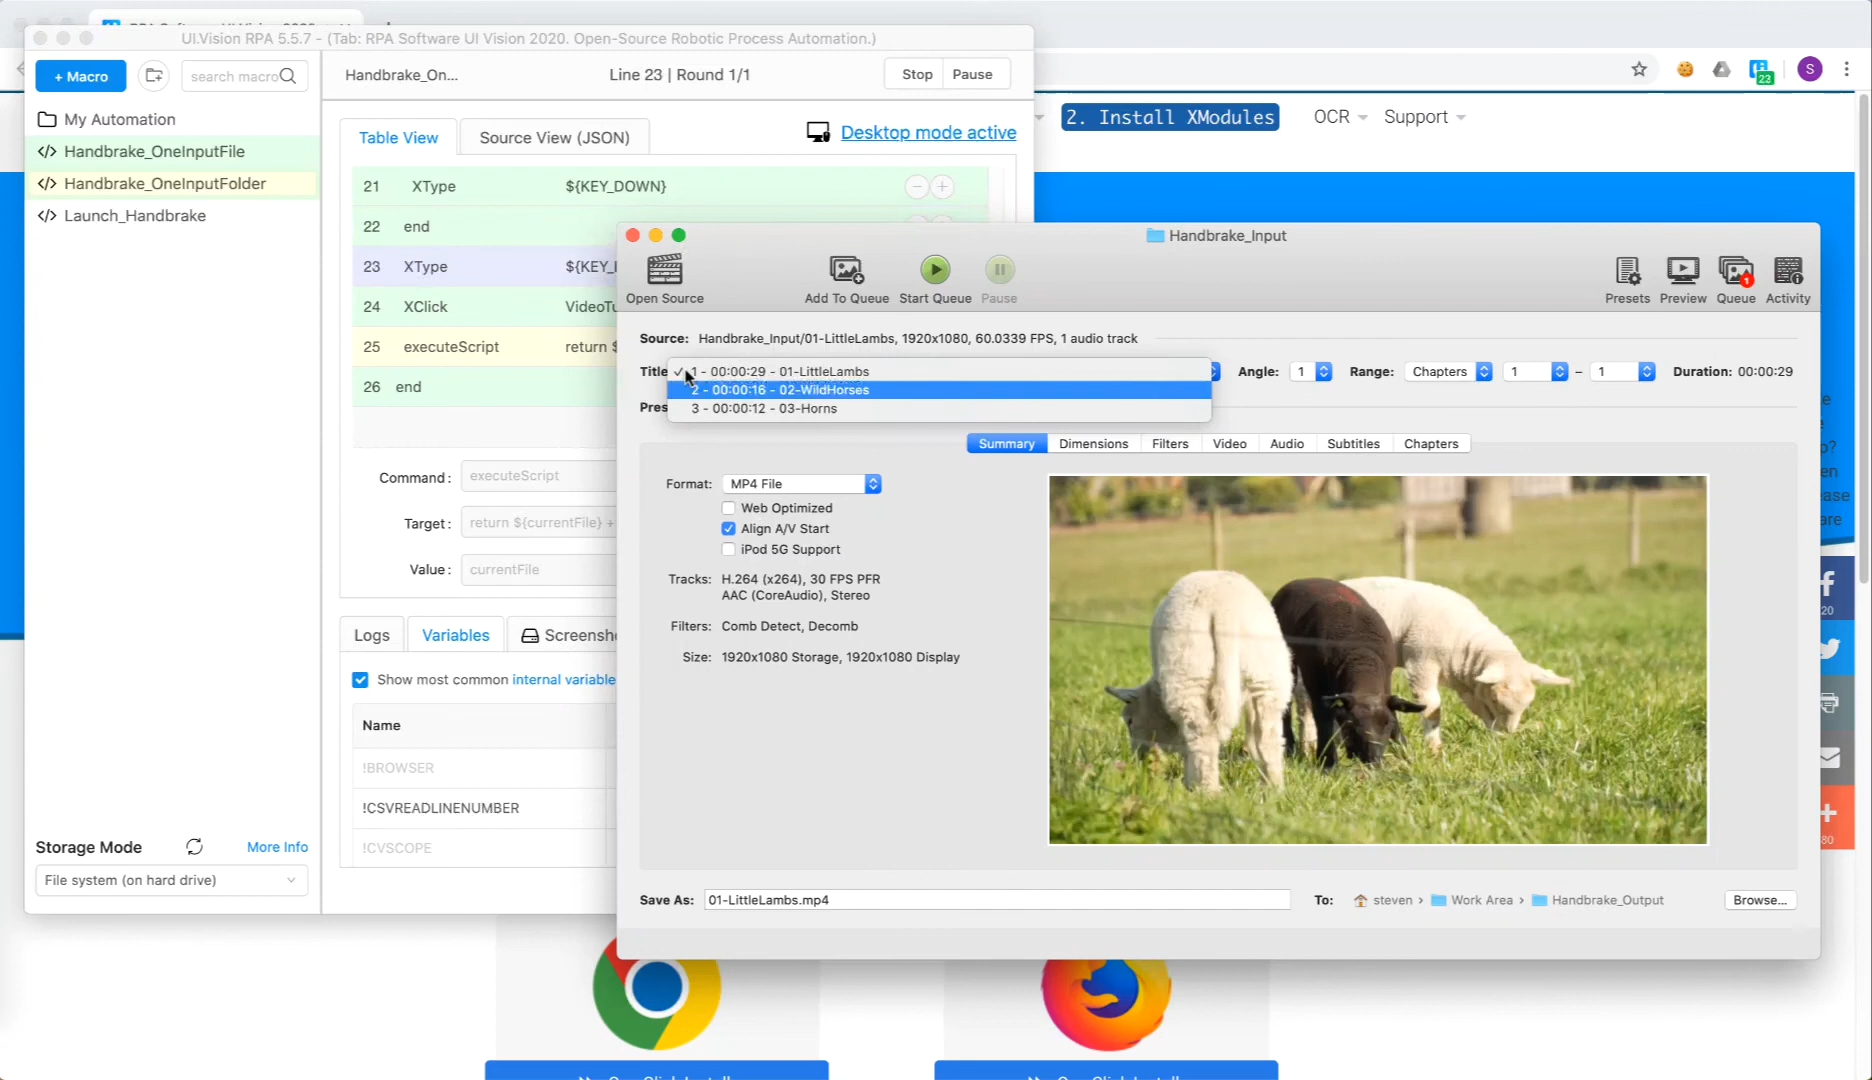 UI.Vision RPA 5.5.7 - (Tab: RPA Software UI Vision 2020. Open-Source Robotic Process Automation.)
+ Macro
search macro
Handbrake_On...
Line 23 | Round 1/1
Stop
Pause
My Automation
Handbrake_OneInputFile
Handbrake_OneInputFolder
Launch_Handbrake
Table View
Source View (JSON)
Desktop mode active
21 XType ${KEY_DOWN}
22 end
23 XType
24 XClick
25 executeScript return
26 end
Command: executeScript
Target: return ${currentFile} +
Value: currentFile
Logs
Variables
Show most common internal variable
Name
!BROWSER
!CSVREADLINENUMBER
!CVSCOPE
Storage Mode
More Info
File system (on hard drive)
2. Install XModules
OCR
Support
23
S
Handbrake_Input
Open Source
Add To Queue
Start Queue
Pause
Presets
Preview
1
Queue
Activity
Source: Handbrake_Input/01-LittleLambs, 1920x1080, 60.0339 FPS, 1 audio track
Title
✓ 1 - 00:00:29 - 01-LittleLambs
2 - 00:00:16 - 02-WildHorses
3 - 00:00:12 - 03-Horns
Angle: 1
Range: Chapters 1 – 1
Duration: 00:00:29
Summary
Dimensions
Filters
Video
Audio
Subtitles
Chapters
Format: MP4 File
Web Optimized
Align A/V Start
iPod 5G Support
Tracks: H.264 (x264), 30 FPS PFR
AAC (CoreAudio), Stereo
Filters: Comb Detect, Decomb
Size: 1920x1080 Storage, 1920x1080 Display
Save As: 01-LittleLambs.mp4
To: steven › Work Area › Handbrake_Output
Browse...